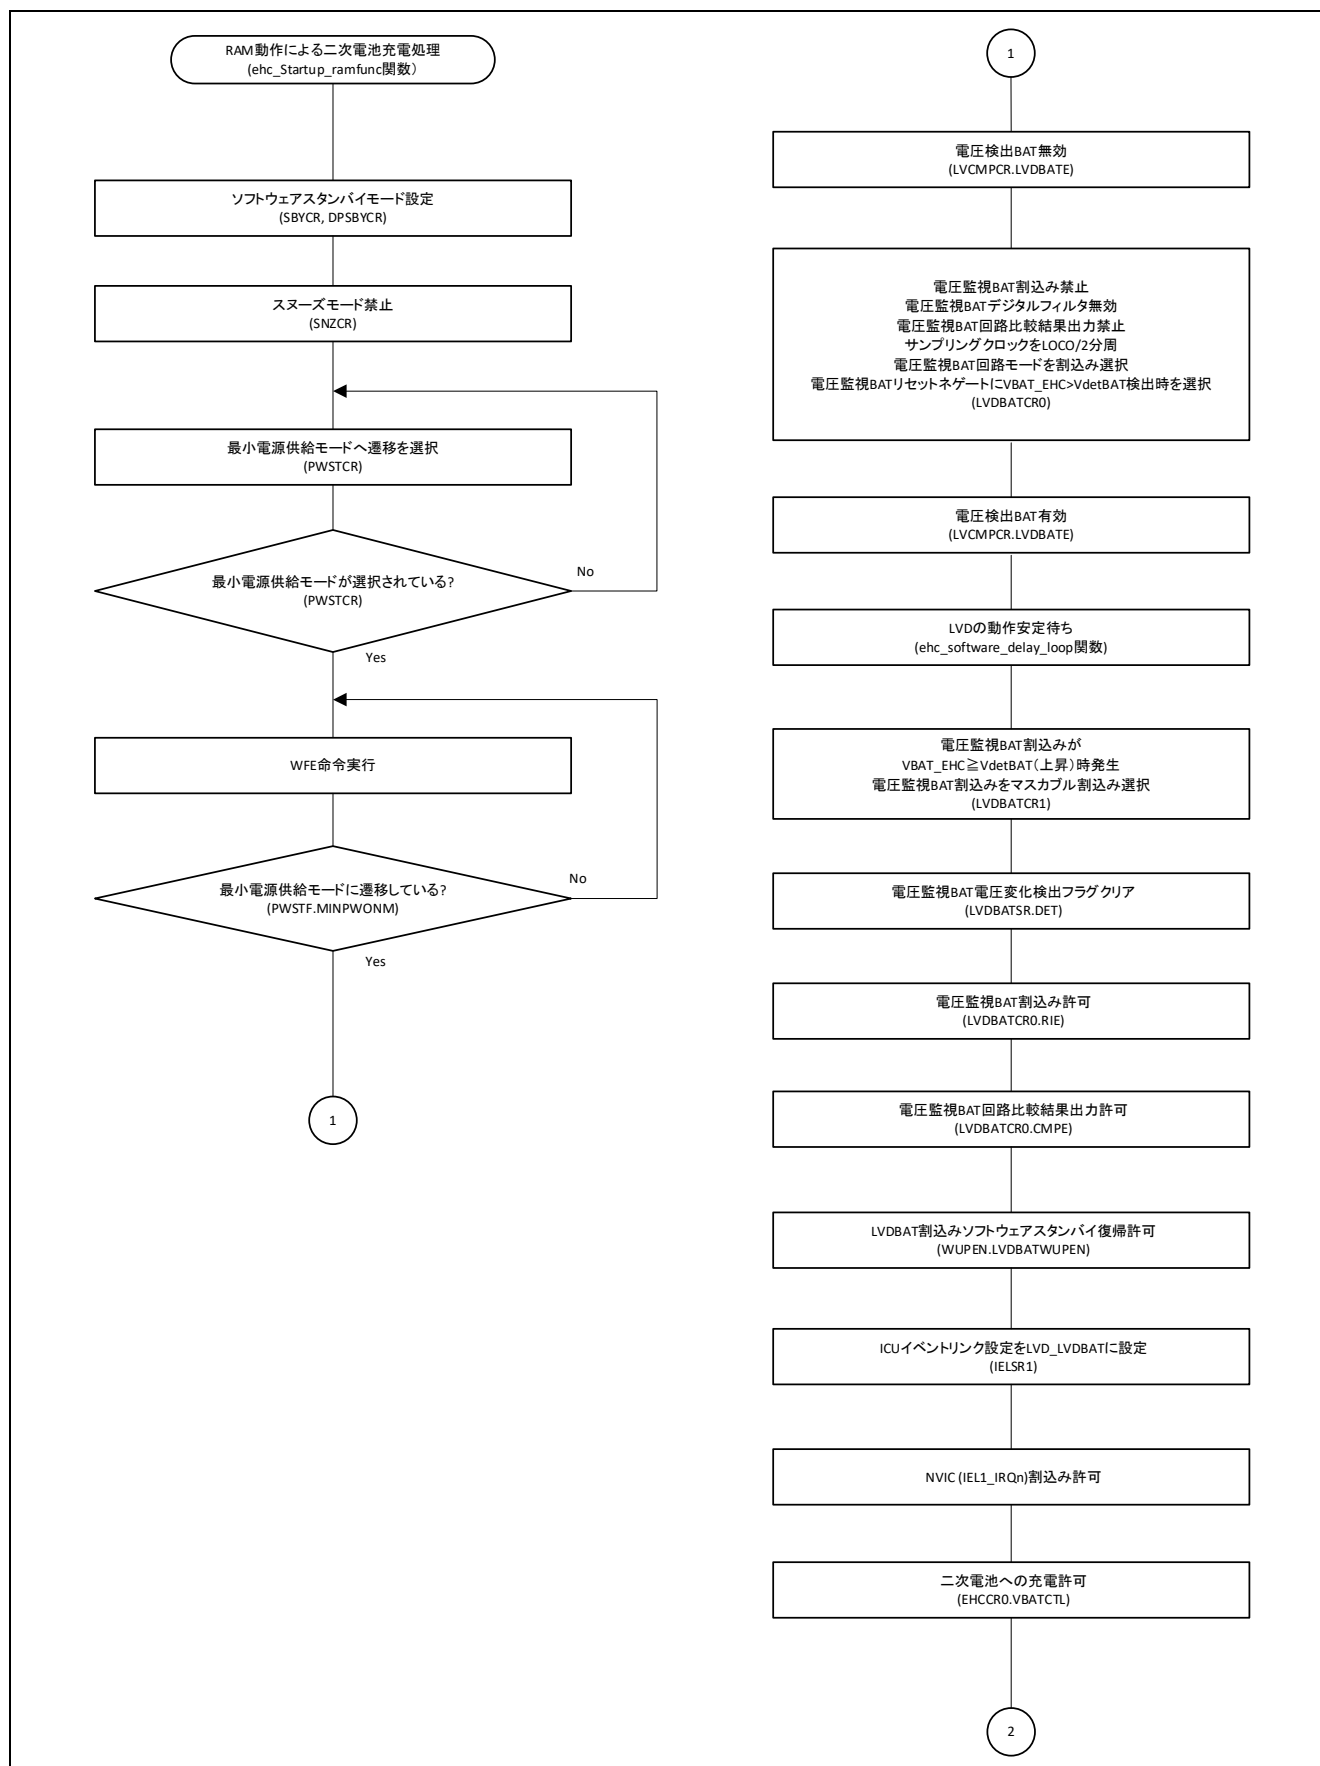 RAM動作による二次電池充電処理
(ehc_Startup_ramfunc関数)
ソフトウェアスタンバイモード設定
(SBYCR, DPSBYCR)
スヌーズモード禁止
(SNZCR)
最小電源供給モードへ遷移を選択
(PWSTCR)
最小電源供給モードが選択されている?
(PWSTCR)
No
Yes
WFE命令実行
最小電源供給モードに遷移している?
(PWSTF.MINPWONM)
No
Yes
1
1
電圧検出BAT無効
(LVCMPCR.LVDBATE)
電圧監視BAT割込み禁止
電圧監視BATデジタルフィルタ無効
電圧監視BAT回路比較結果出力禁止
サンプリングクロックをLOCO/2分周
電圧監視BAT回路モードを割込み選択
電圧監視BATリセットネゲートにVBAT_EHC>VdetBAT検出時を選択
(LVDBATCR0)
電圧検出BAT有効
(LVCMPCR.LVDBATE)
LVDの動作安定待ち
(ehc_software_delay_loop関数)
電圧監視BAT割込みが
VBAT_EHC≧VdetBAT(上昇)時発生
電圧監視BAT割込みをマスカブル割込み選択
(LVDBATCR1)
電圧監視BAT電圧変化検出フラグクリア
(LVDBATSR.DET)
電圧監視BAT割込み許可
(LVDBATCR0.RIE)
電圧監視BAT回路比較結果出力許可
(LVDBATCR0.CMPE)
LVDBAT割込みソフトウェアスタンバイ復帰許可
(WUPEN.LVDBATWUPEN)
ICUイベントリンク設定をLVD_LVDBATに設定
(IELSR1)
NVIC (IEL1_IRQn)割込み許可
二次電池への充電許可
(EHCCR0.VBATCTL)
2